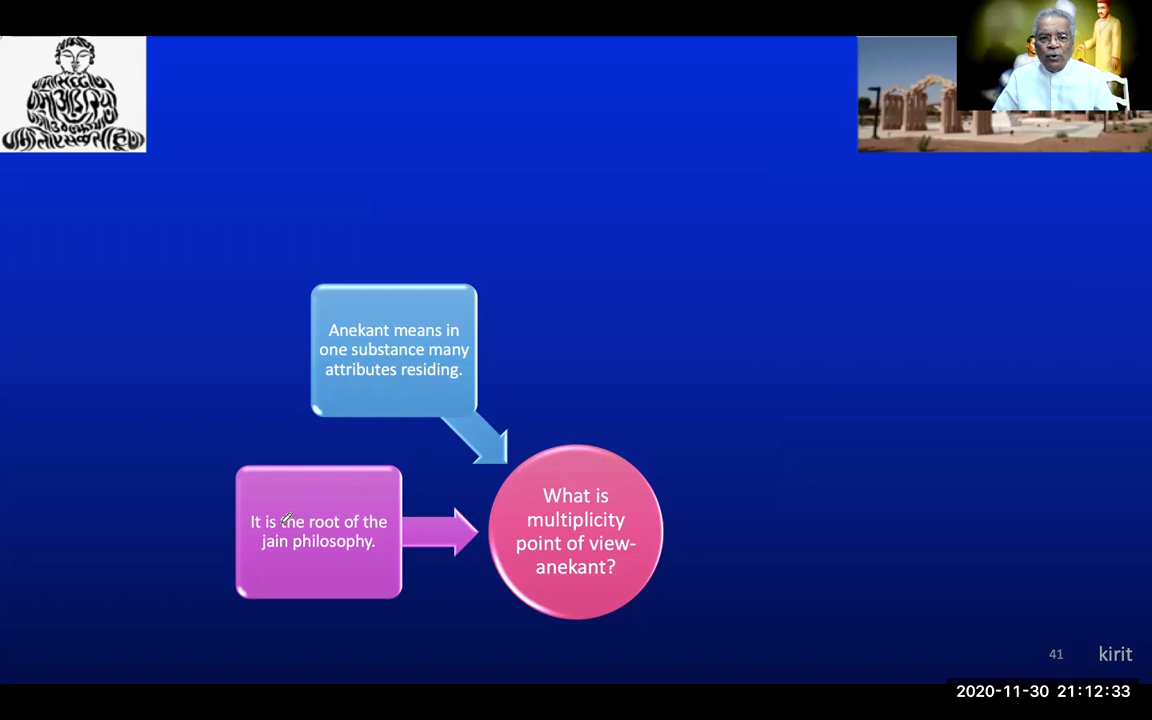 Anekant means in
one substance many
attributes residing.
It is the root of the
jain philosophy.
What is
multiplicity
point of view-
anekant?
41
kirit
2020-11-30 21:12:33